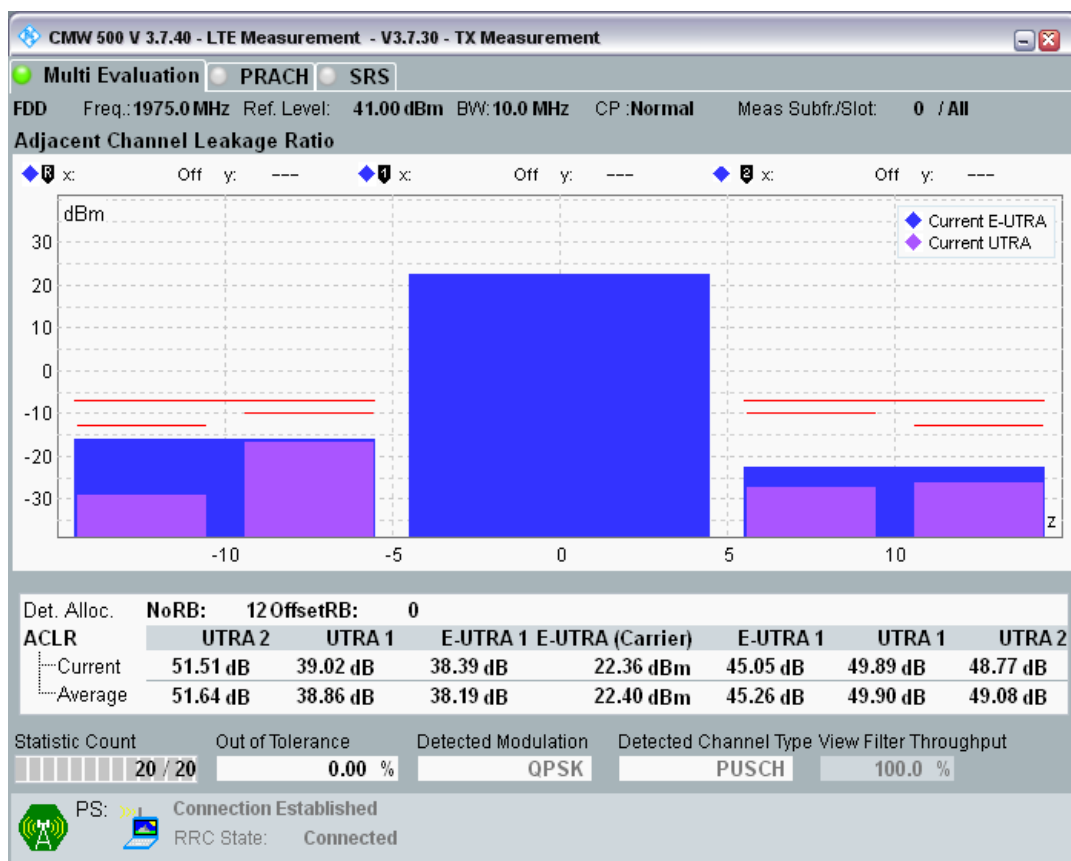 CMW 500 V 3.7.40 - LTE Measurement - V3.7.30 - TX Measurement
Multi Evaluation PRACH SRS
FDD Freq.: 1975.0 MHz Ref. Level: 41.00 dBm BW: 10.0 MHz CP :Normal Meas Subfr./Slot: 0 / All
Adjacent Channel Leakage Ratio
R x: Off y: --- 1 x: Off y: --- 2 x: Off y: ---
dBm
Current E-UTRA
Current UTRA
30
20
10
0
-10
-20
-30
z
-10 -5 0 5 10
Det. Alloc. NoRB: 12 OffsetRB: 0
ACLR UTRA 2 UTRA 1 E-UTRA 1 E-UTRA (Carrier) E-UTRA 1 UTRA 1 UTRA 2
Current 51.51 dB 39.02 dB 38.39 dB 22.36 dBm 45.05 dB 49.89 dB 48.77 dB
Average 51.64 dB 38.86 dB 38.19 dB 22.40 dBm 45.26 dB 49.90 dB 49.08 dB
Statistic Count Out of Tolerance Detected Modulation Detected Channel Type View Filter Throughput
20 / 20 0.00 % QPSK PUSCH 100.0 %
PS: Connection Established
RRC State: Connected